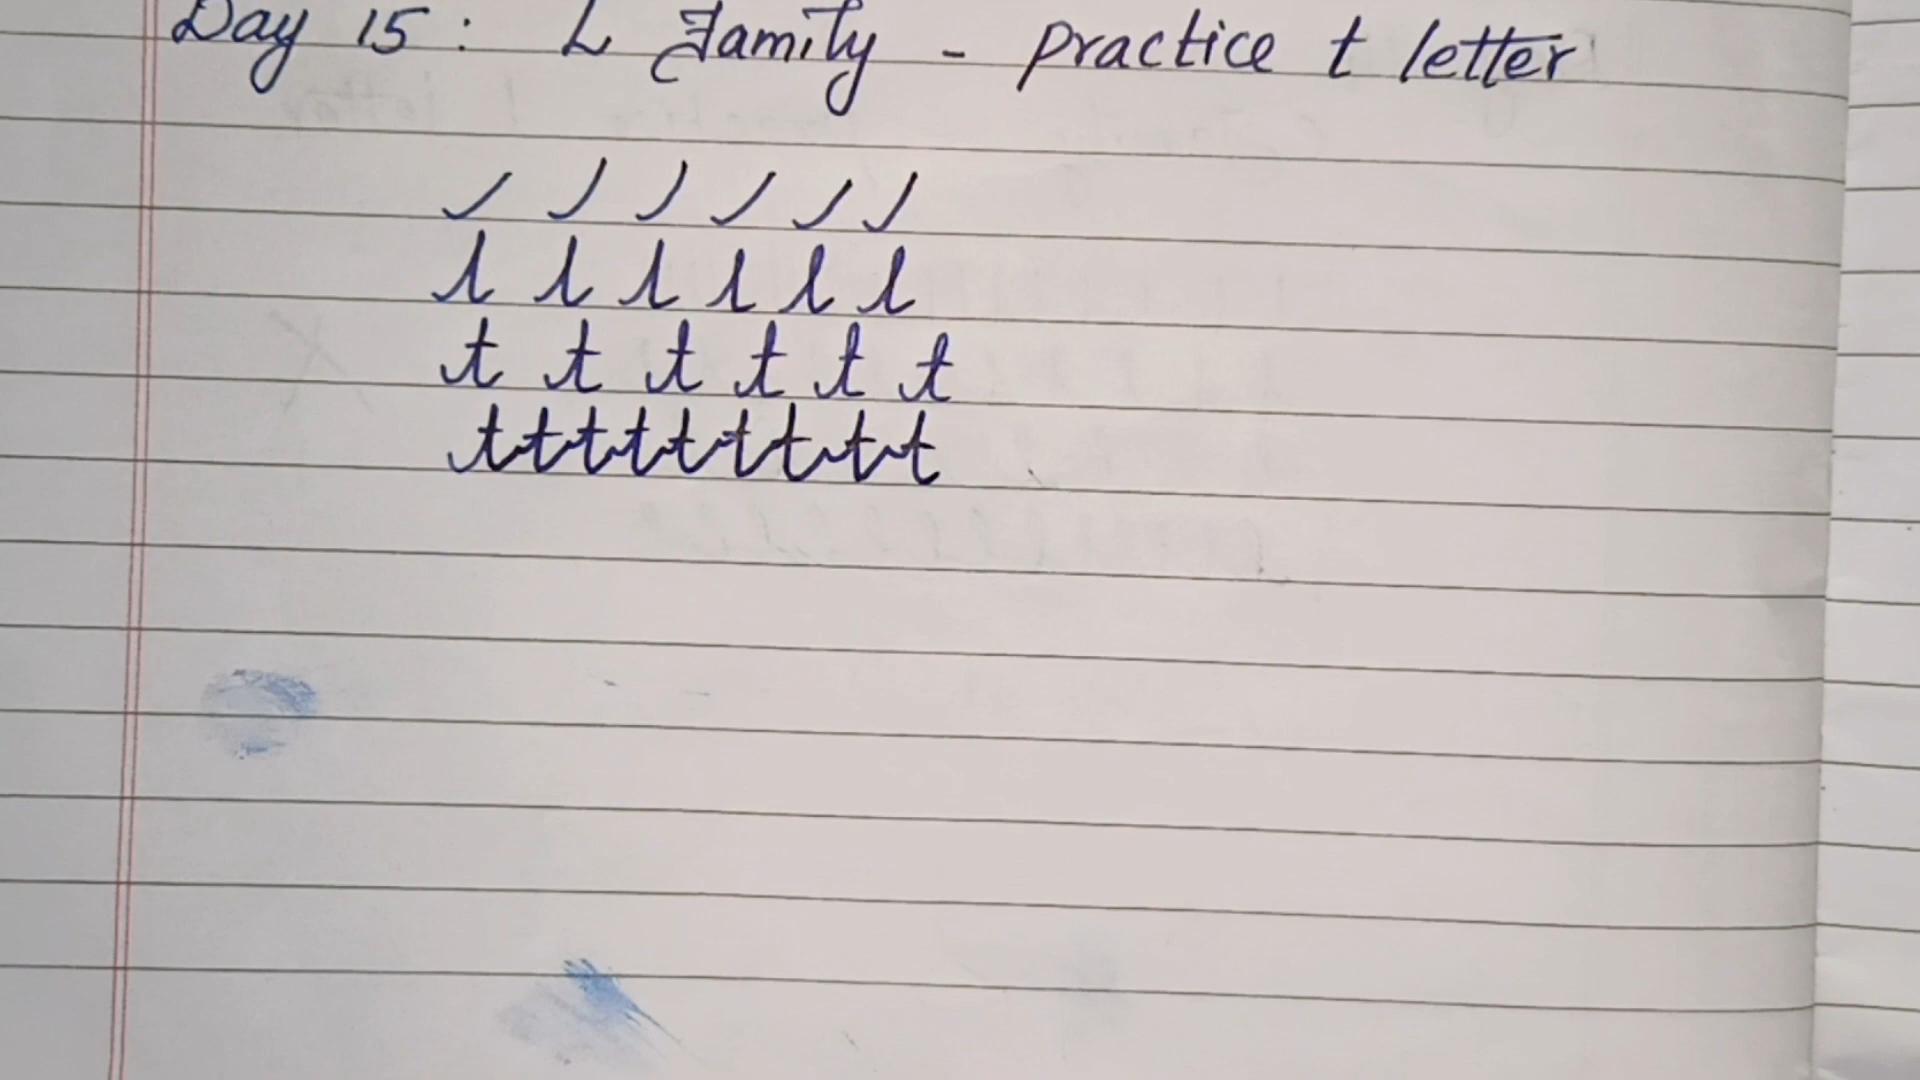 Day 15: L Family - practice t letter
l l l l l l
t t t t t t
ttttttttt